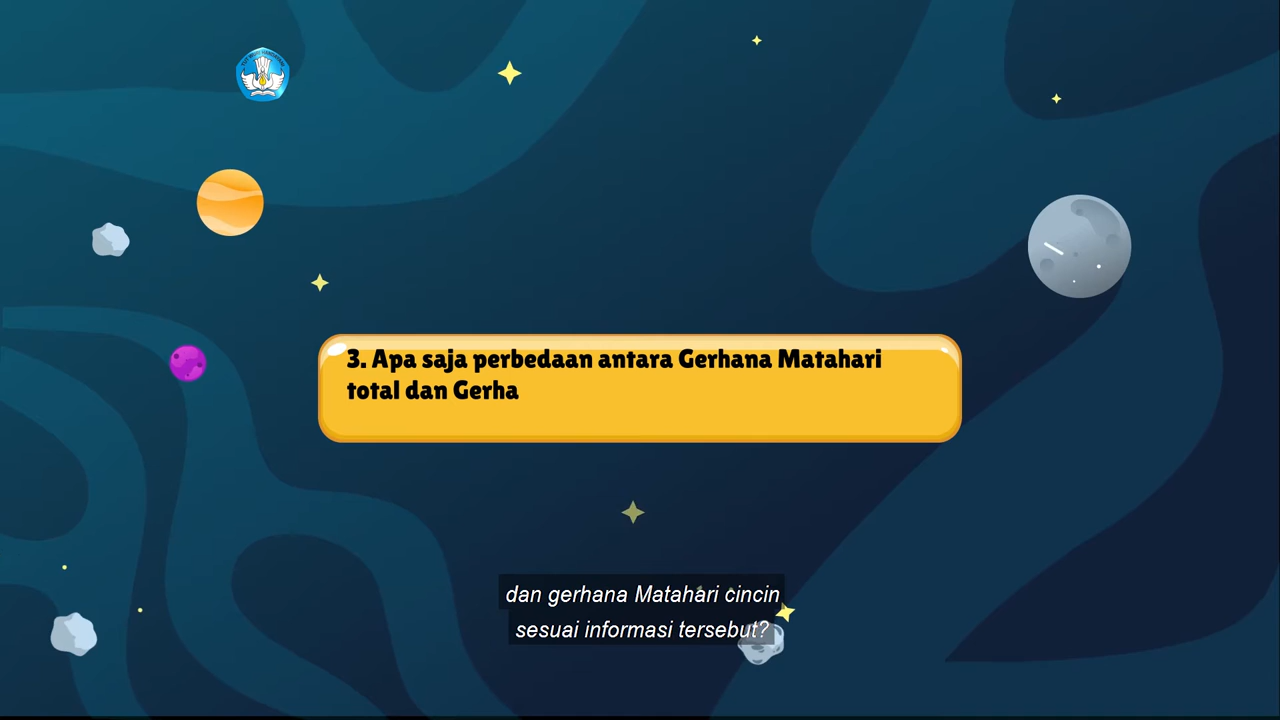 3. Apa saja perbedaan antara Gerhana Matahari
total dan Gerha
dan gerhana Matahari cincin
sesuai informasi tersebut?